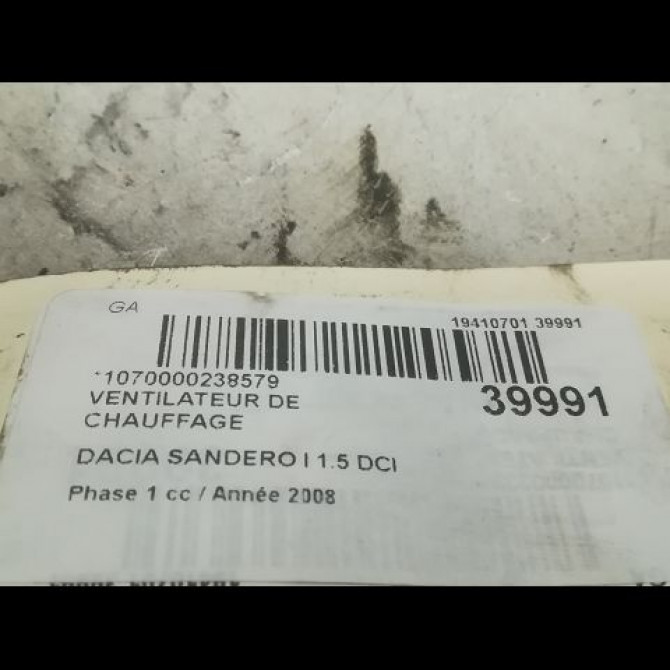 GA
19410701 39991
*1070000238579
39991
VENTILATEUR DE
CHAUFFAGE
DACIA SANDERO I 1.5 DCI
Phase 1 cc / Année 2008